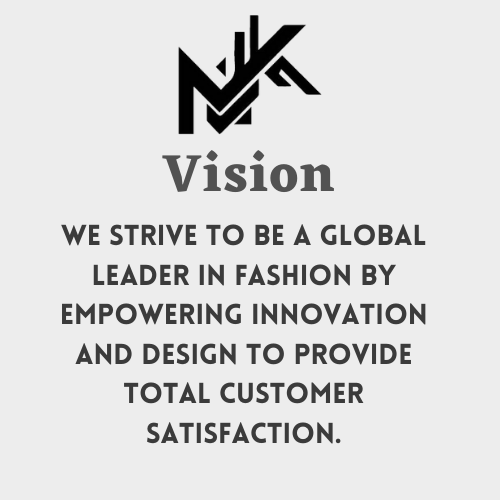 Vision
WE STRIVE TO BE A GLOBAL
LEADER IN FASHION BY
EMPOWERING INNOVATION
AND DESIGN TO PROVIDE
TOTAL CUSTOMER
SATISFACTION.